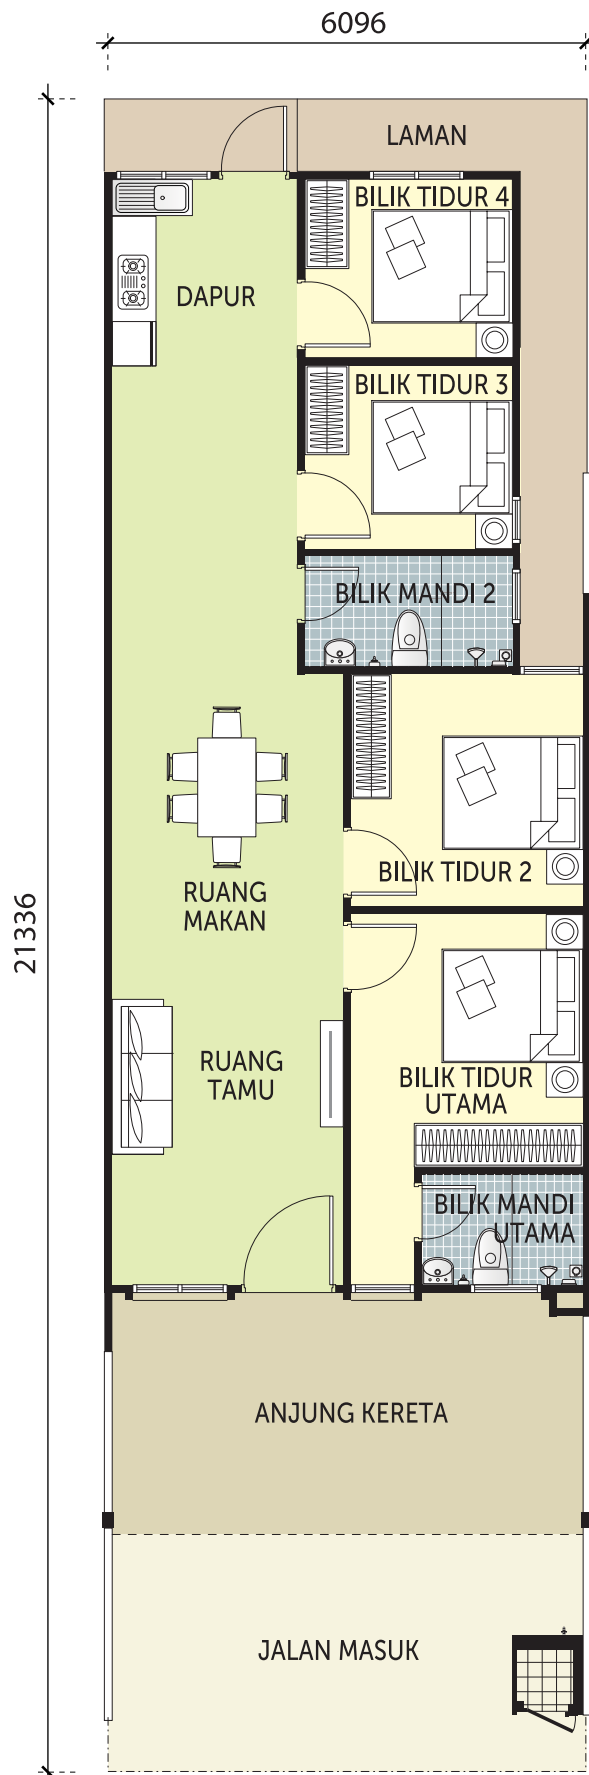 6096
LAMAN
BILIK TIDUR 4
DAPUR
BILIK TIDUR 3
BILIK MANDI 2
BILIK TIDUR 2
RUANG
MAKAN
21336
RUANG
TAMU
BILIK TIDUR
UTAMA
BILIK MANDI
UTAMA
ANJUNG KERETA
JALAN MASUK